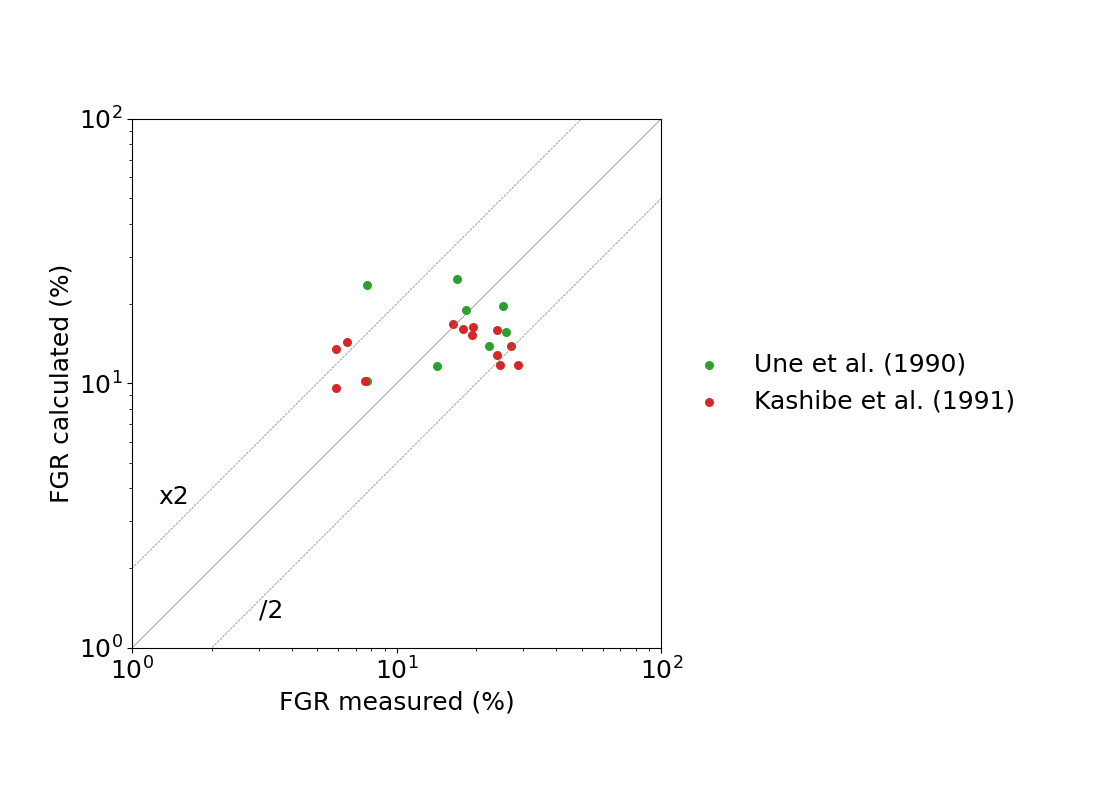 10²
10¹
10⁰
FGR calculated (%)
x2
/2
10⁰ 10¹ 10²
FGR measured (%)
Une et al. (1990)
Kashibe et al. (1991)